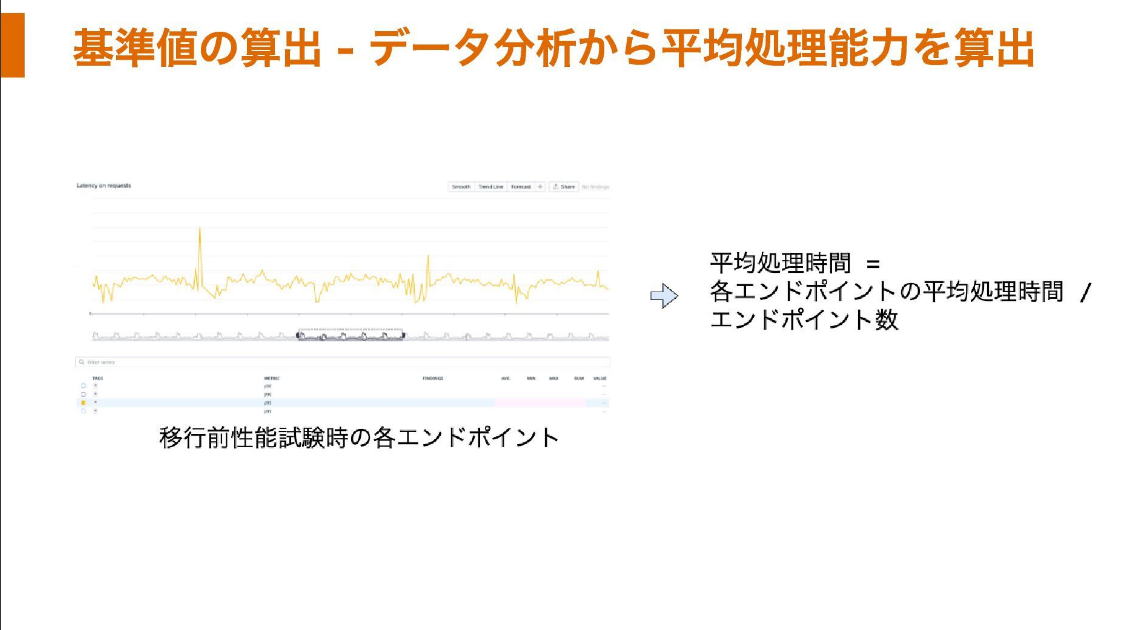 基準値の算出 - データ分析から平均処理能力を算出
Latency on requests
Smooth Trend Line Forecast + Share No findings
平均処理時間 =
各エンドポイントの平均処理時間 /
エンドポイント数
Filter series
TAGS METRIC FINDINGS AVG MIN MAX SUM VALUE
移行前性能試験時の各エンドポイント